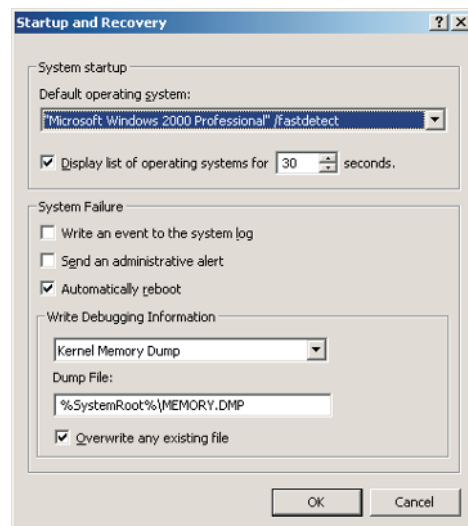 Startup and Recovery
System startup
Default operating system:
"Microsoft Windows 2000 Professional" /fastdetect
Display list of operating systems for 30 seconds.
System Failure
Write an event to the system log
Send an administrative alert
Automatically reboot
Write Debugging Information
Kernel Memory Dump
Dump File:
%SystemRoot%\MEMORY.DMP
Overwrite any existing file
OK Cancel